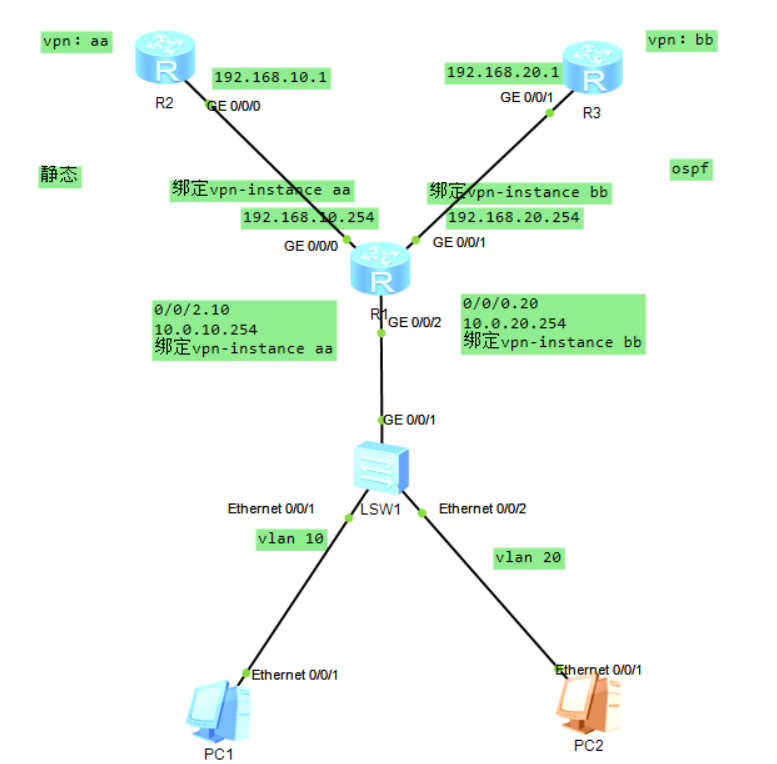 vpn: aa
vpn: bb
R
R
R2
R3
192.168.10.1
192.168.20.1
GE 0/0/0
GE 0/0/1
静态
ospf
绑定vpn-instance aa
绑定vpn-instance bb
192.168.10.254
192.168.20.254
GE 0/0/0
GE 0/0/1
R
R1
GE 0/0/2
0/0/2.10
10.0.10.254
绑定vpn-instance aa
0/0/0.20
10.0.20.254
绑定vpn-instance bb
GE 0/0/1
LSW1
Ethernet 0/0/1
Ethernet 0/0/2
vlan 10
vlan 20
Ethernet 0/0/1
Ethernet 0/0/1
PC1
PC2